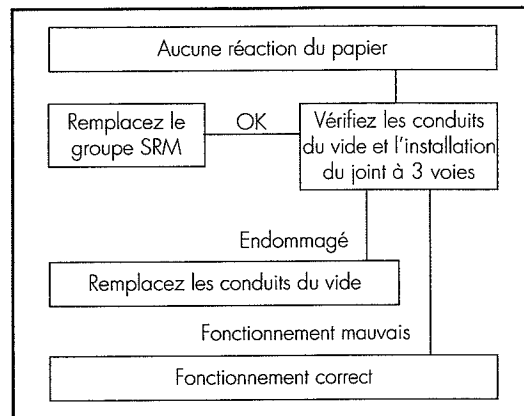 Aucune réaction du papier
Remplacez le
groupe SRM
OK
Vérifiez les conduits
du vide et l'installation
du joint à 3 voies
Endommagé
Remplacez les conduits du vide
Fonctionnement mauvais
Fonctionnement correct